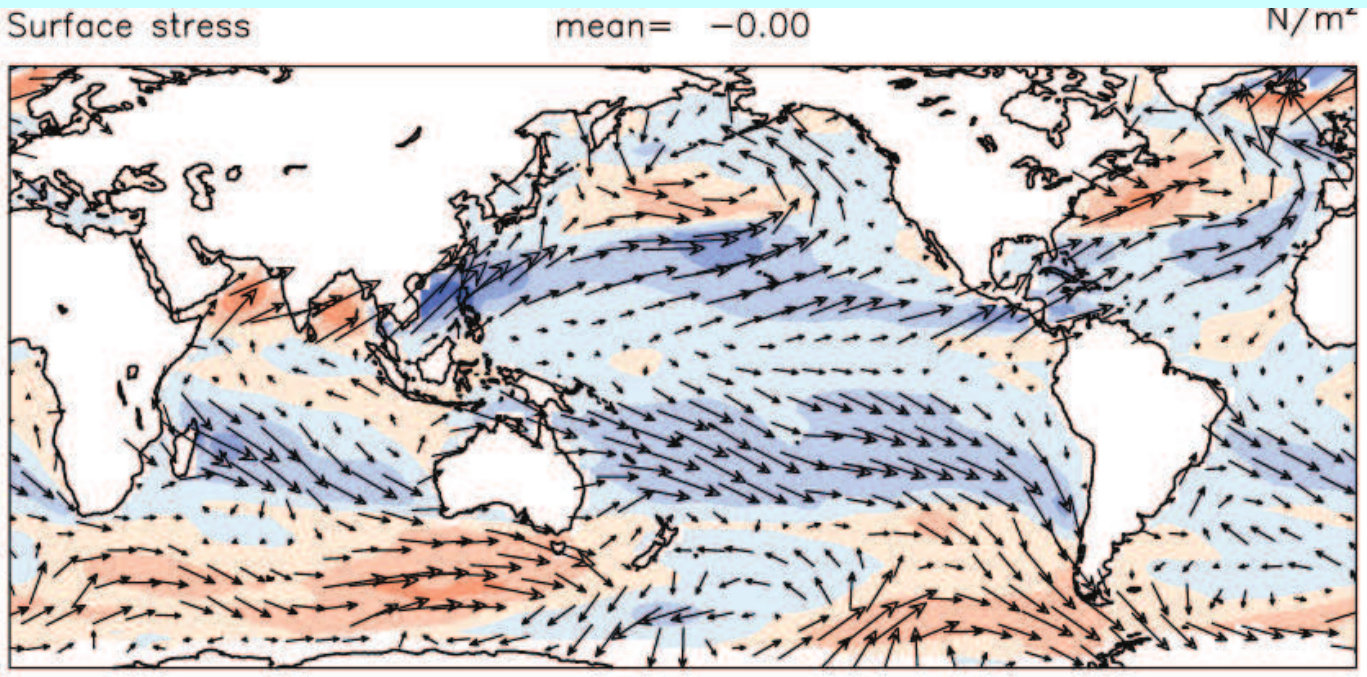 Surface stress mean= −0.00 N/m²